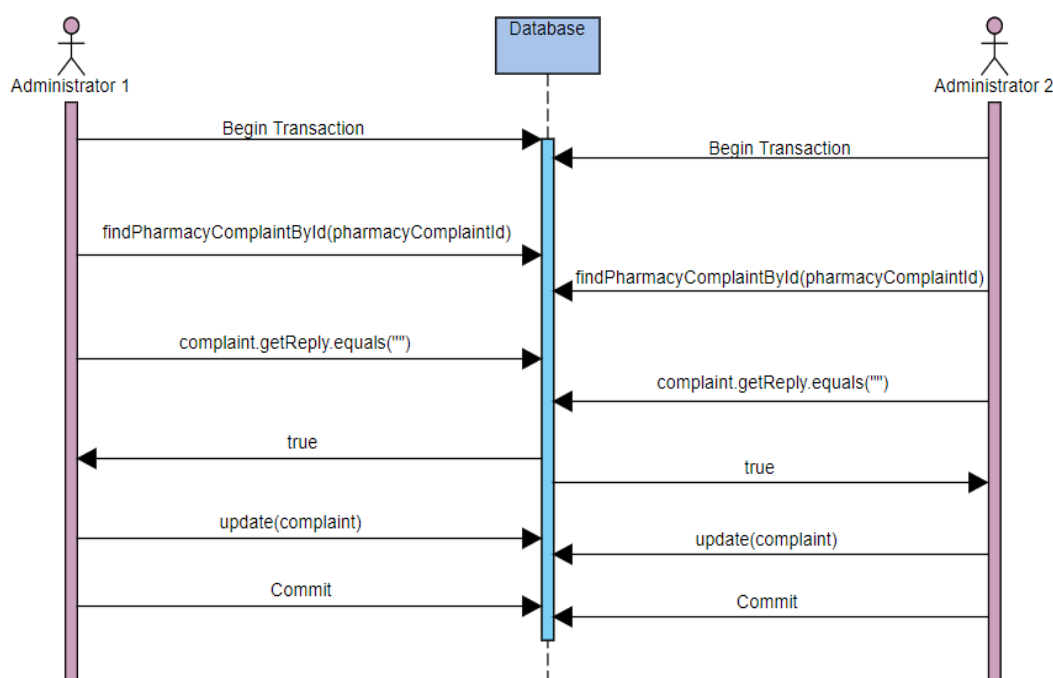 Database
Administrator 1
Administrator 2
Begin Transaction
Begin Transaction
findPharmacyComplaintById(pharmacyComplaintId)
findPharmacyComplaintById(pharmacyComplaintId)
complaint.getReply.equals("")
complaint.getReply.equals("")
true
true
update(complaint)
update(complaint)
Commit
Commit